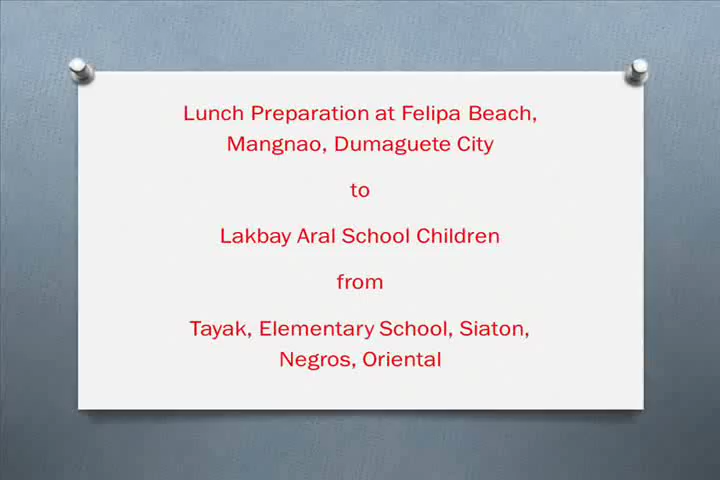 Lunch Preparation at Felipa Beach,
Mangnao, Dumaguete City
to
Lakbay Aral School Children
from
Tayak, Elementary School, Siaton,
Negros, Oriental